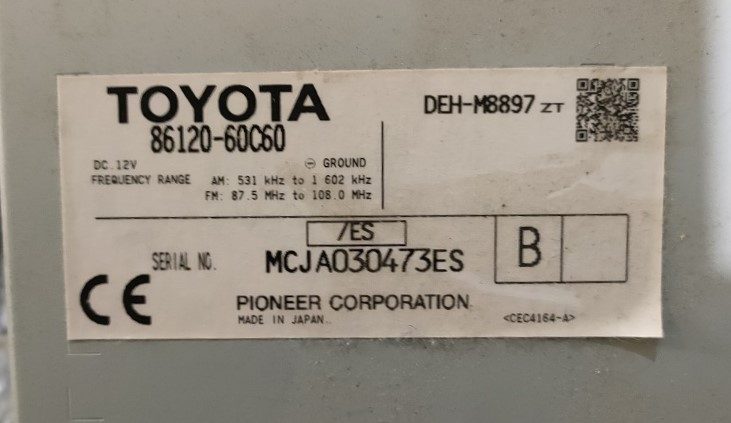 TOYOTA
86120-60C60
DEH-M8897 ZT
DC 12V
⊖ GROUND
FREQUENCY RANGE AM: 531 kHz to 1 602 kHz
FM: 87.5 MHz to 108.0 MHz
/ES
SERIAL NO. MCJA030473ES
B
CE
PIONEER CORPORATION
MADE IN JAPAN.
<CEC4164-A>